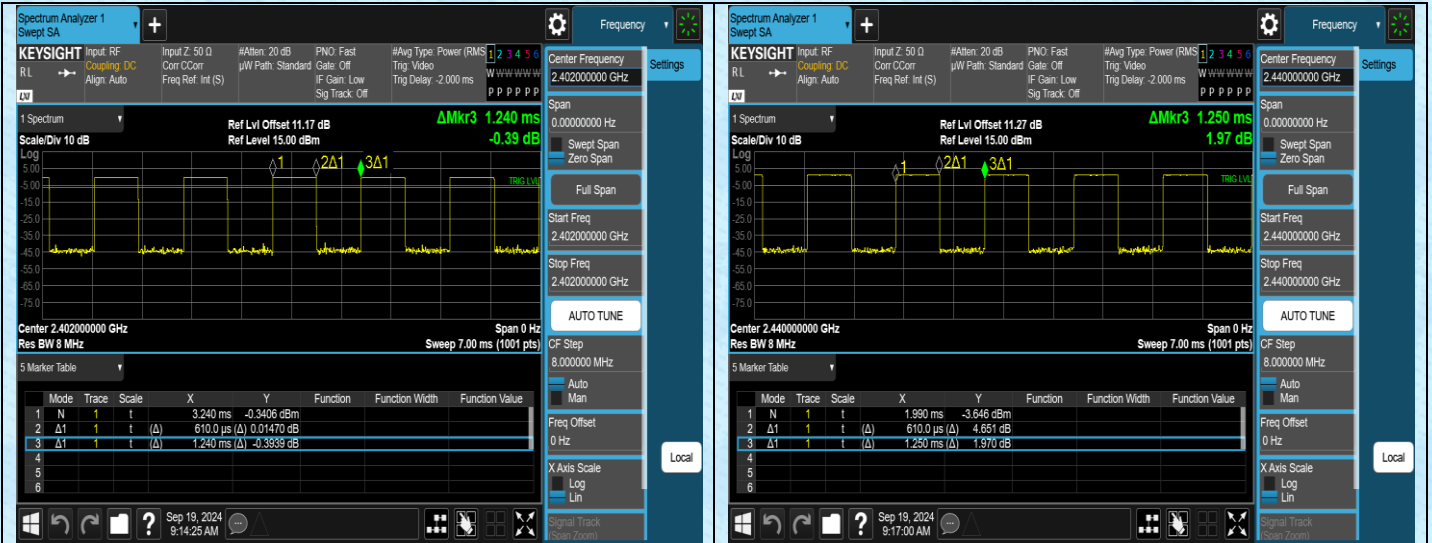 Spectrum Analyzer 1
Swept SA
+
Frequency
KEYSIGHT
RL
LXI
Input: RF
Coupling: DC
Align: Auto
Input Z: 50 Ω
Corr CCorr
Freq Ref: Int (S)
#Atten: 20 dB
µW Path: Standard
PNO: Fast
Gate: Off
IF Gain: Low
Sig Track: Off
#Avg Type: Power (RMS
Trig: Video
Trig Delay: -2.000 ms
1 2 3 4 5 6
W W W W W W
P P P P P P
1 Spectrum
Scale/Div 10 dB
Log
Ref Lvl Offset 11.17 dB
Ref Level 15.00 dBm
ΔMkr3 1.240 ms
-0.39 dB
5.00
-5.00
-15.0
-25.0
-35.0
-45.0
-55.0
-65.0
-75.0
1
2Δ1
3Δ1
TRIG LVL
Center 2.402000000 GHz
Res BW 8 MHz
Span 0 Hz
Sweep 7.00 ms (1001 pts)
5 Marker Table
Mode Trace Scale X Y Function Function Width Function Value
1 N 1 t 3.240 ms -0.3406 dBm
2 Δ1 1 t (Δ) 610.0 µs (Δ) 0.01470 dB
3 Δ1 1 t (Δ) 1.240 ms (Δ) -0.3939 dB
4
5
6
Sep 19, 2024
9:14:25 AM
Center Frequency
2.402000000 GHz
Span
0.00000000 Hz
Swept Span
Zero Span
Full Span
Start Freq
2.402000000 GHz
Stop Freq
2.402000000 GHz
AUTO TUNE
CF Step
8.000000 MHz
Auto
Man
Freq Offset
0 Hz
X Axis Scale
Log
Lin
Signal Track
(Span Zoom)
Settings
Local
Spectrum Analyzer 1
Swept SA
+
Frequency
KEYSIGHT
RL
LXI
Input: RF
Coupling: DC
Align: Auto
Input Z: 50 Ω
Corr CCorr
Freq Ref: Int (S)
#Atten: 20 dB
µW Path: Standard
PNO: Fast
Gate: Off
IF Gain: Low
Sig Track: Off
#Avg Type: Power (RMS
Trig: Video
Trig Delay: -2.000 ms
1 2 3 4 5 6
W W W W W W
P P P P P P
1 Spectrum
Scale/Div 10 dB
Log
Ref Lvl Offset 11.27 dB
Ref Level 15.00 dBm
ΔMkr3 1.250 ms
1.97 dB
5.00
-5.00
-15.0
-25.0
-35.0
-45.0
-55.0
-65.0
-75.0
1
2Δ1
3Δ1
TRIG LVL
Center 2.440000000 GHz
Res BW 8 MHz
Span 0 Hz
Sweep 7.00 ms (1001 pts)
5 Marker Table
Mode Trace Scale X Y Function Function Width Function Value
1 N 1 t 1.990 ms -3.646 dBm
2 Δ1 1 t (Δ) 610.0 µs (Δ) 4.651 dB
3 Δ1 1 t (Δ) 1.250 ms (Δ) 1.970 dB
4
5
6
Sep 19, 2024
9:17:00 AM
Center Frequency
2.440000000 GHz
Span
0.00000000 Hz
Swept Span
Zero Span
Full Span
Start Freq
2.440000000 GHz
Stop Freq
2.440000000 GHz
AUTO TUNE
CF Step
8.000000 MHz
Auto
Man
Freq Offset
0 Hz
X Axis Scale
Log
Lin
Signal Track
(Span Zoom)
Settings
Local